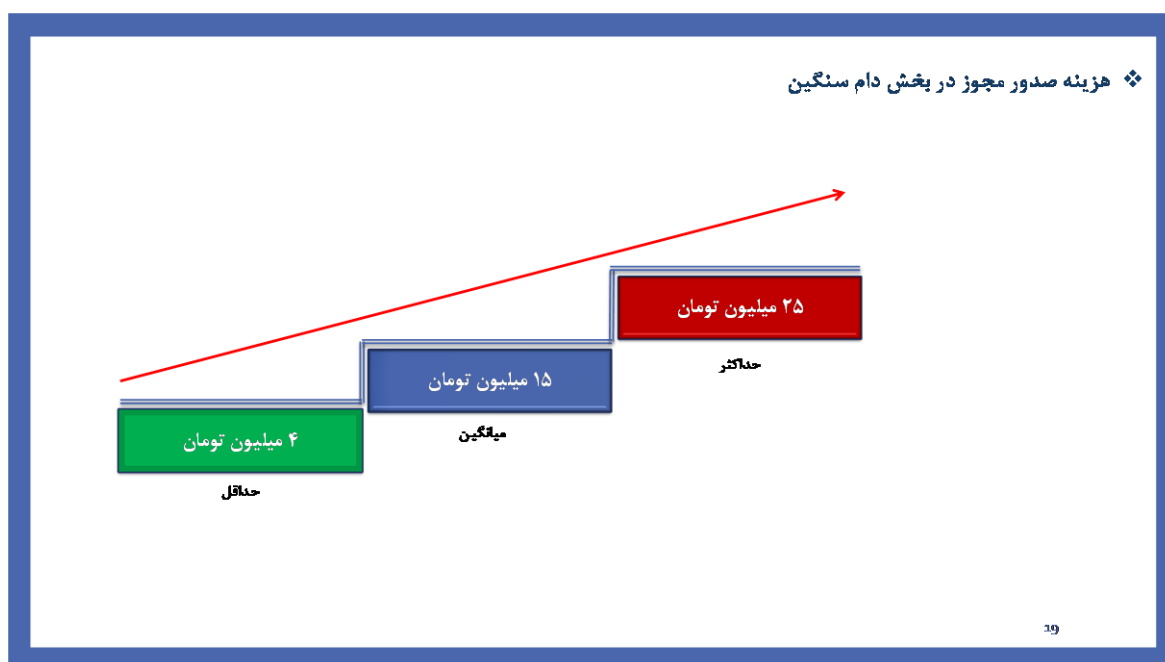 ❖ هزینه صدور مجوز در بخش دام سنگین
۲۵ میلیون تومان
حداکثر
۱۵ میلیون تومان
میانگین
۴ میلیون تومان
حداقل
19